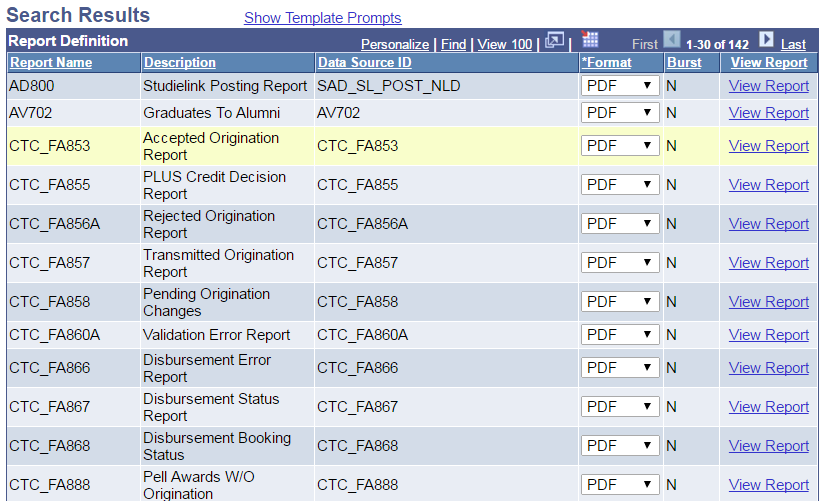 Search Results Show Template Prompts
Report Definition Personalize | Find | View 100 | | First 1-30 of 142 Last
Report Name Description Data Source ID *Format Burst View Report
AD800 Studielink Posting Report SAD_SL_POST_NLD PDF N View Report
AV702 Graduates To Alumni AV702 PDF N View Report
CTC_FA853 Accepted Origination
Report CTC_FA853 PDF N View Report
CTC_FA855 PLUS Credit Decision
Report CTC_FA855 PDF N View Report
CTC_FA856A Rejected Origination
Report CTC_FA856A PDF N View Report
CTC_FA857 Transmitted Origination
Report CTC_FA857 PDF N View Report
CTC_FA858 Pending Origination
Changes CTC_FA858 PDF N View Report
CTC_FA860A Validation Error Report CTC_FA860A PDF N View Report
CTC_FA866 Disbursement Error
Report CTC_FA866 PDF N View Report
CTC_FA867 Disbursement Status
Report CTC_FA867 PDF N View Report
CTC_FA868 Disbursement Booking
Status CTC_FA868 PDF N View Report
CTC_FA888 Pell Awards W/O
Origination CTC_FA888 PDF N View Report